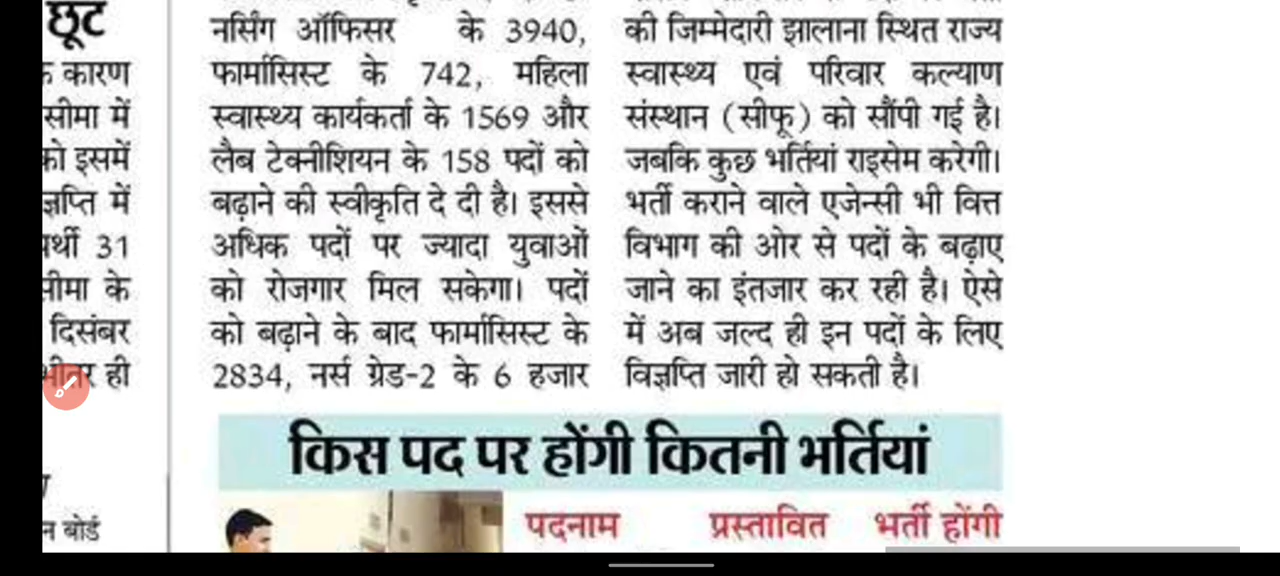 छूट
कारण
सीमा में
को इसमें
में
31
सीमा के
दिसंबर
ही
न बोर्ड
नर्सिंग ऑफिसर के 3940,
फार्मासिस्ट के 742, महिला
स्वास्थ्य कार्यकर्ता के 1569 और
लैब टेक्नीशियन के 158 पदों को
बढ़ाने की स्वीकृति दे दी है। इससे
अधिक पदों पर ज्यादा युवाओं
को रोजगार मिल सकेगा। पदों
को बढ़ाने के बाद फार्मासिस्ट के
2834, नर्स ग्रेड-2 के 6 हजार
की जिम्मेदारी झालाना स्थित राज्य
स्वास्थ्य एवं परिवार कल्याण
संस्थान (सीफू) को सौंपी गई है।
जबकि कुछ भर्तियां राइसेम करेगी।
भर्ती कराने वाले एजेन्सी भी वित्त
विभाग की ओर से पदों के बढ़ाए
जाने का इंतजार कर रही है। ऐसे
में अब जल्द ही इन पदों के लिए
विज्ञप्ति जारी हो सकती है।
किस पद पर होंगी कितनी भर्तियां
पदनाम प्रस्तावित भर्ती होंगी